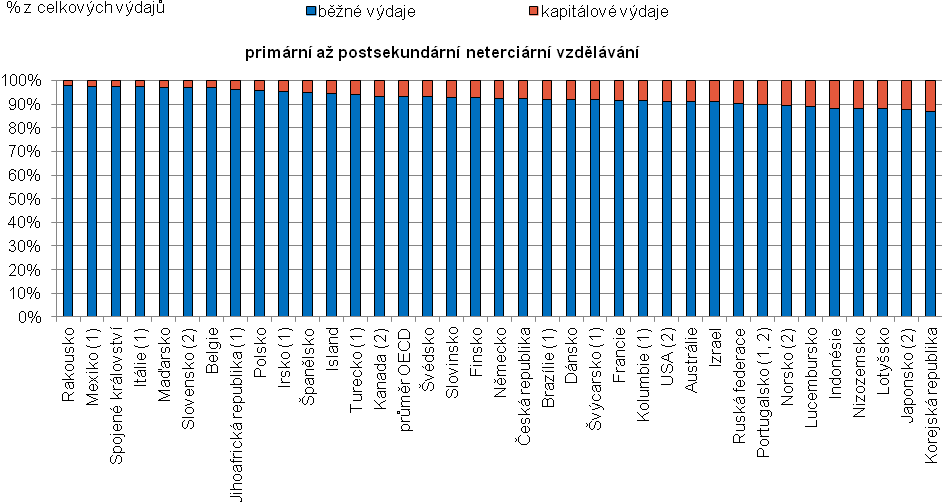 % z celkových výdajů
běžné výdaje
kapitálové výdaje
primární až postsekundární neterciární vzdělávání
100%
90%
80%
70%
60%
50%
40%
30%
20%
10%
0%
Rakousko
Mexiko (1)
Spojené království
Itálie (1)
Maďarsko
Slovensko (2)
Belgie
Jihoafrická republika (1)
Polsko
Irsko (1)
Španělsko
Island
Turecko (1)
Kanada (2)
průměr OECD
Švédsko
Slovinsko
Finsko
Německo
Česká republika
Brazílie (1)
Dánsko
Švýcarsko (1)
Francie
Kolumbie (1)
USA (2)
Austrálie
Izrael
Ruská federace
Portugalsko (1, 2)
Norsko (2)
Lucembursko
Indonésie
Nizozemsko
Lotyšsko
Japonsko (2)
Korejská republika